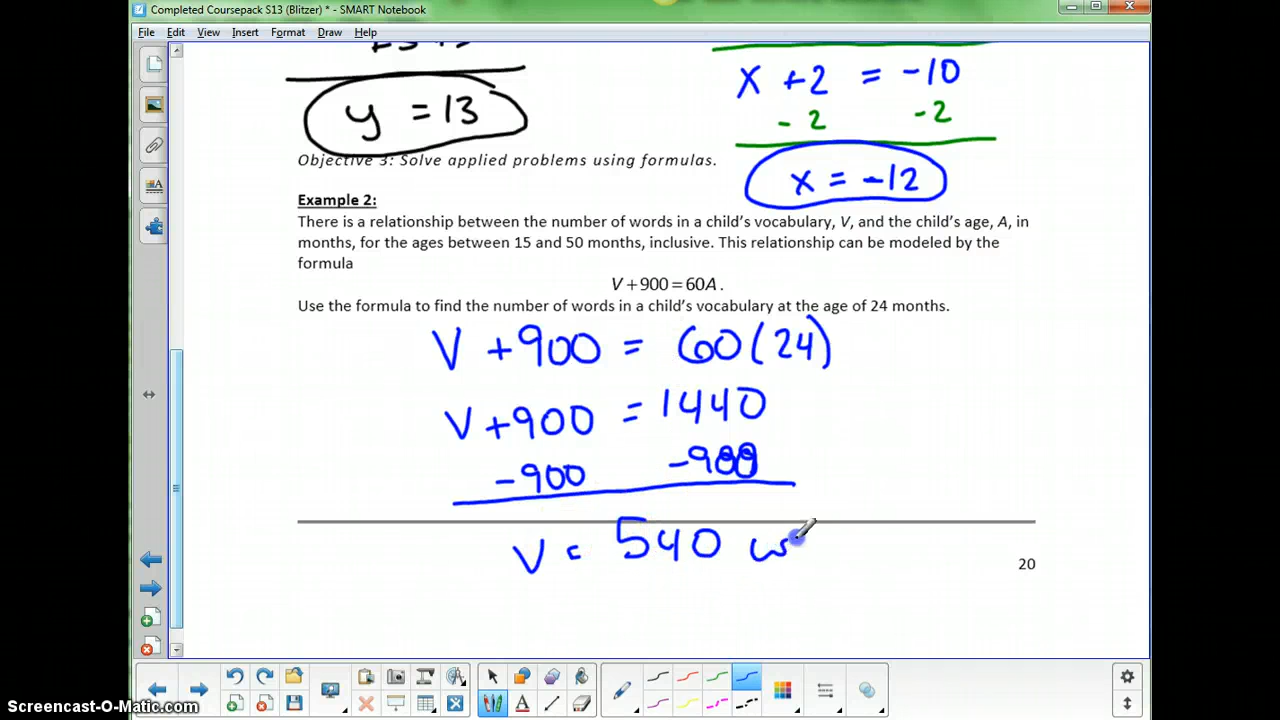 Completed Coursepack S13 (Blitzer) * - SMART Notebook
File Edit View Insert Format Draw Help
y = 13
x + 2 = -10
- 2 - 2
x = -12
Objective 3: Solve applied problems using formulas.
Example 2:
There is a relationship between the number of words in a child's vocabulary, V, and the child's age, A, in
months, for the ages between 15 and 50 months, inclusive. This relationship can be modeled by the
formula
V + 900 = 60A .
Use the formula to find the number of words in a child's vocabulary at the age of 24 months.
V + 900 = 60(24)
V + 900 = 1440
- 900 - 900
V = 540 w
20
Screencast-O-Matic.com